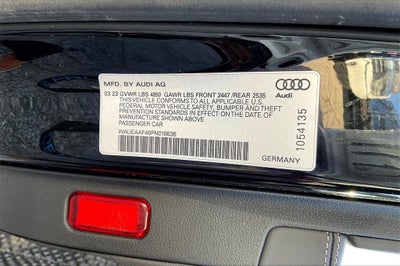 MFD. BY AUDI AG
03 23 GVWR LBS 4850 GAWR LBS FRONT 2447 /REAR 2535
THIS VEHICLE CONFORMS TO ALL APPLICABLE U.S.
FEDERAL MOTOR VEHICLE SAFETY, BUMPER, AND THEFT
PREVENTION STANDARDS IN EFFECT ON THE DATE OF
MANUFACTURE SHOWN ABOVE.
PASSENGER CAR
WAUEAAF46PN016636
Audi
1054135
GERMANY